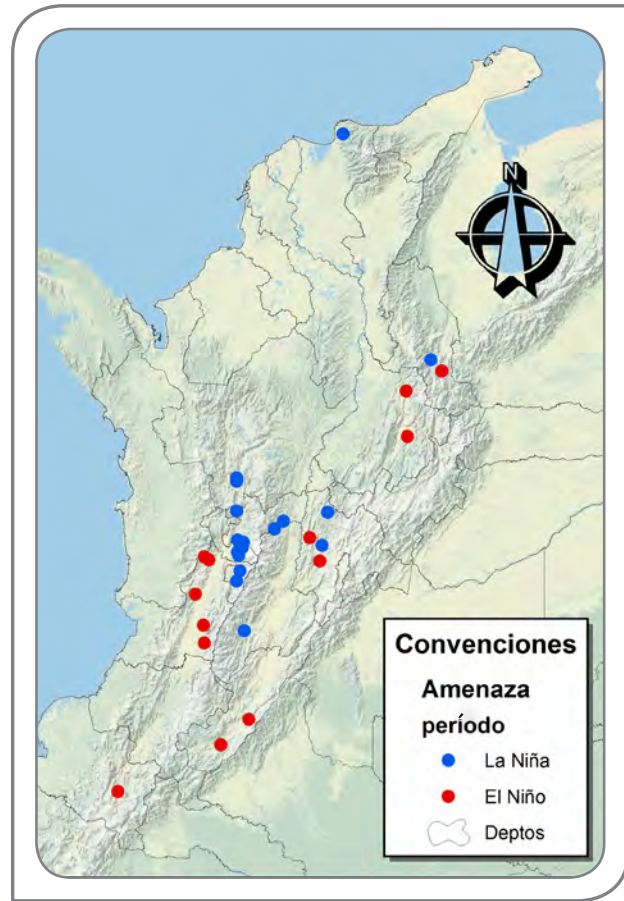 N
Convenciones
Amenaza
período
La Niña
El Niño
Deptos